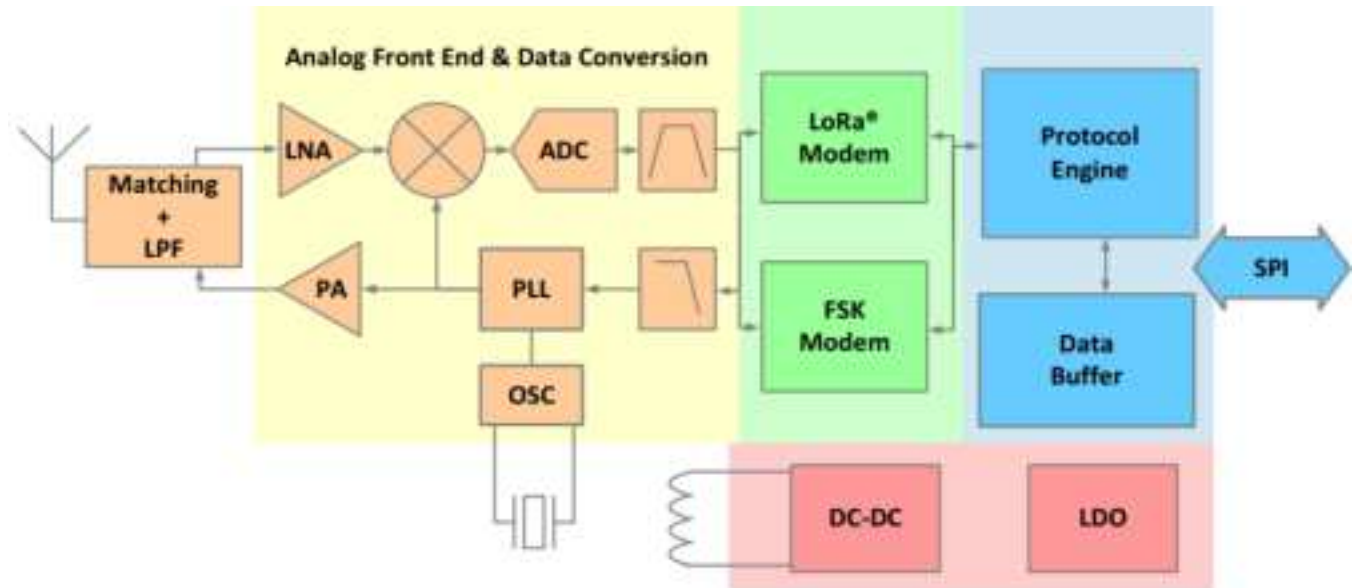 Analog Front End & Data Conversion
LNA
ADC
LoRa®
Modem
Protocol
Engine
Matching
+
LPF
PA
PLL
FSK
Modem
SPI
Data
Buffer
OSC
DC-DC
LDO